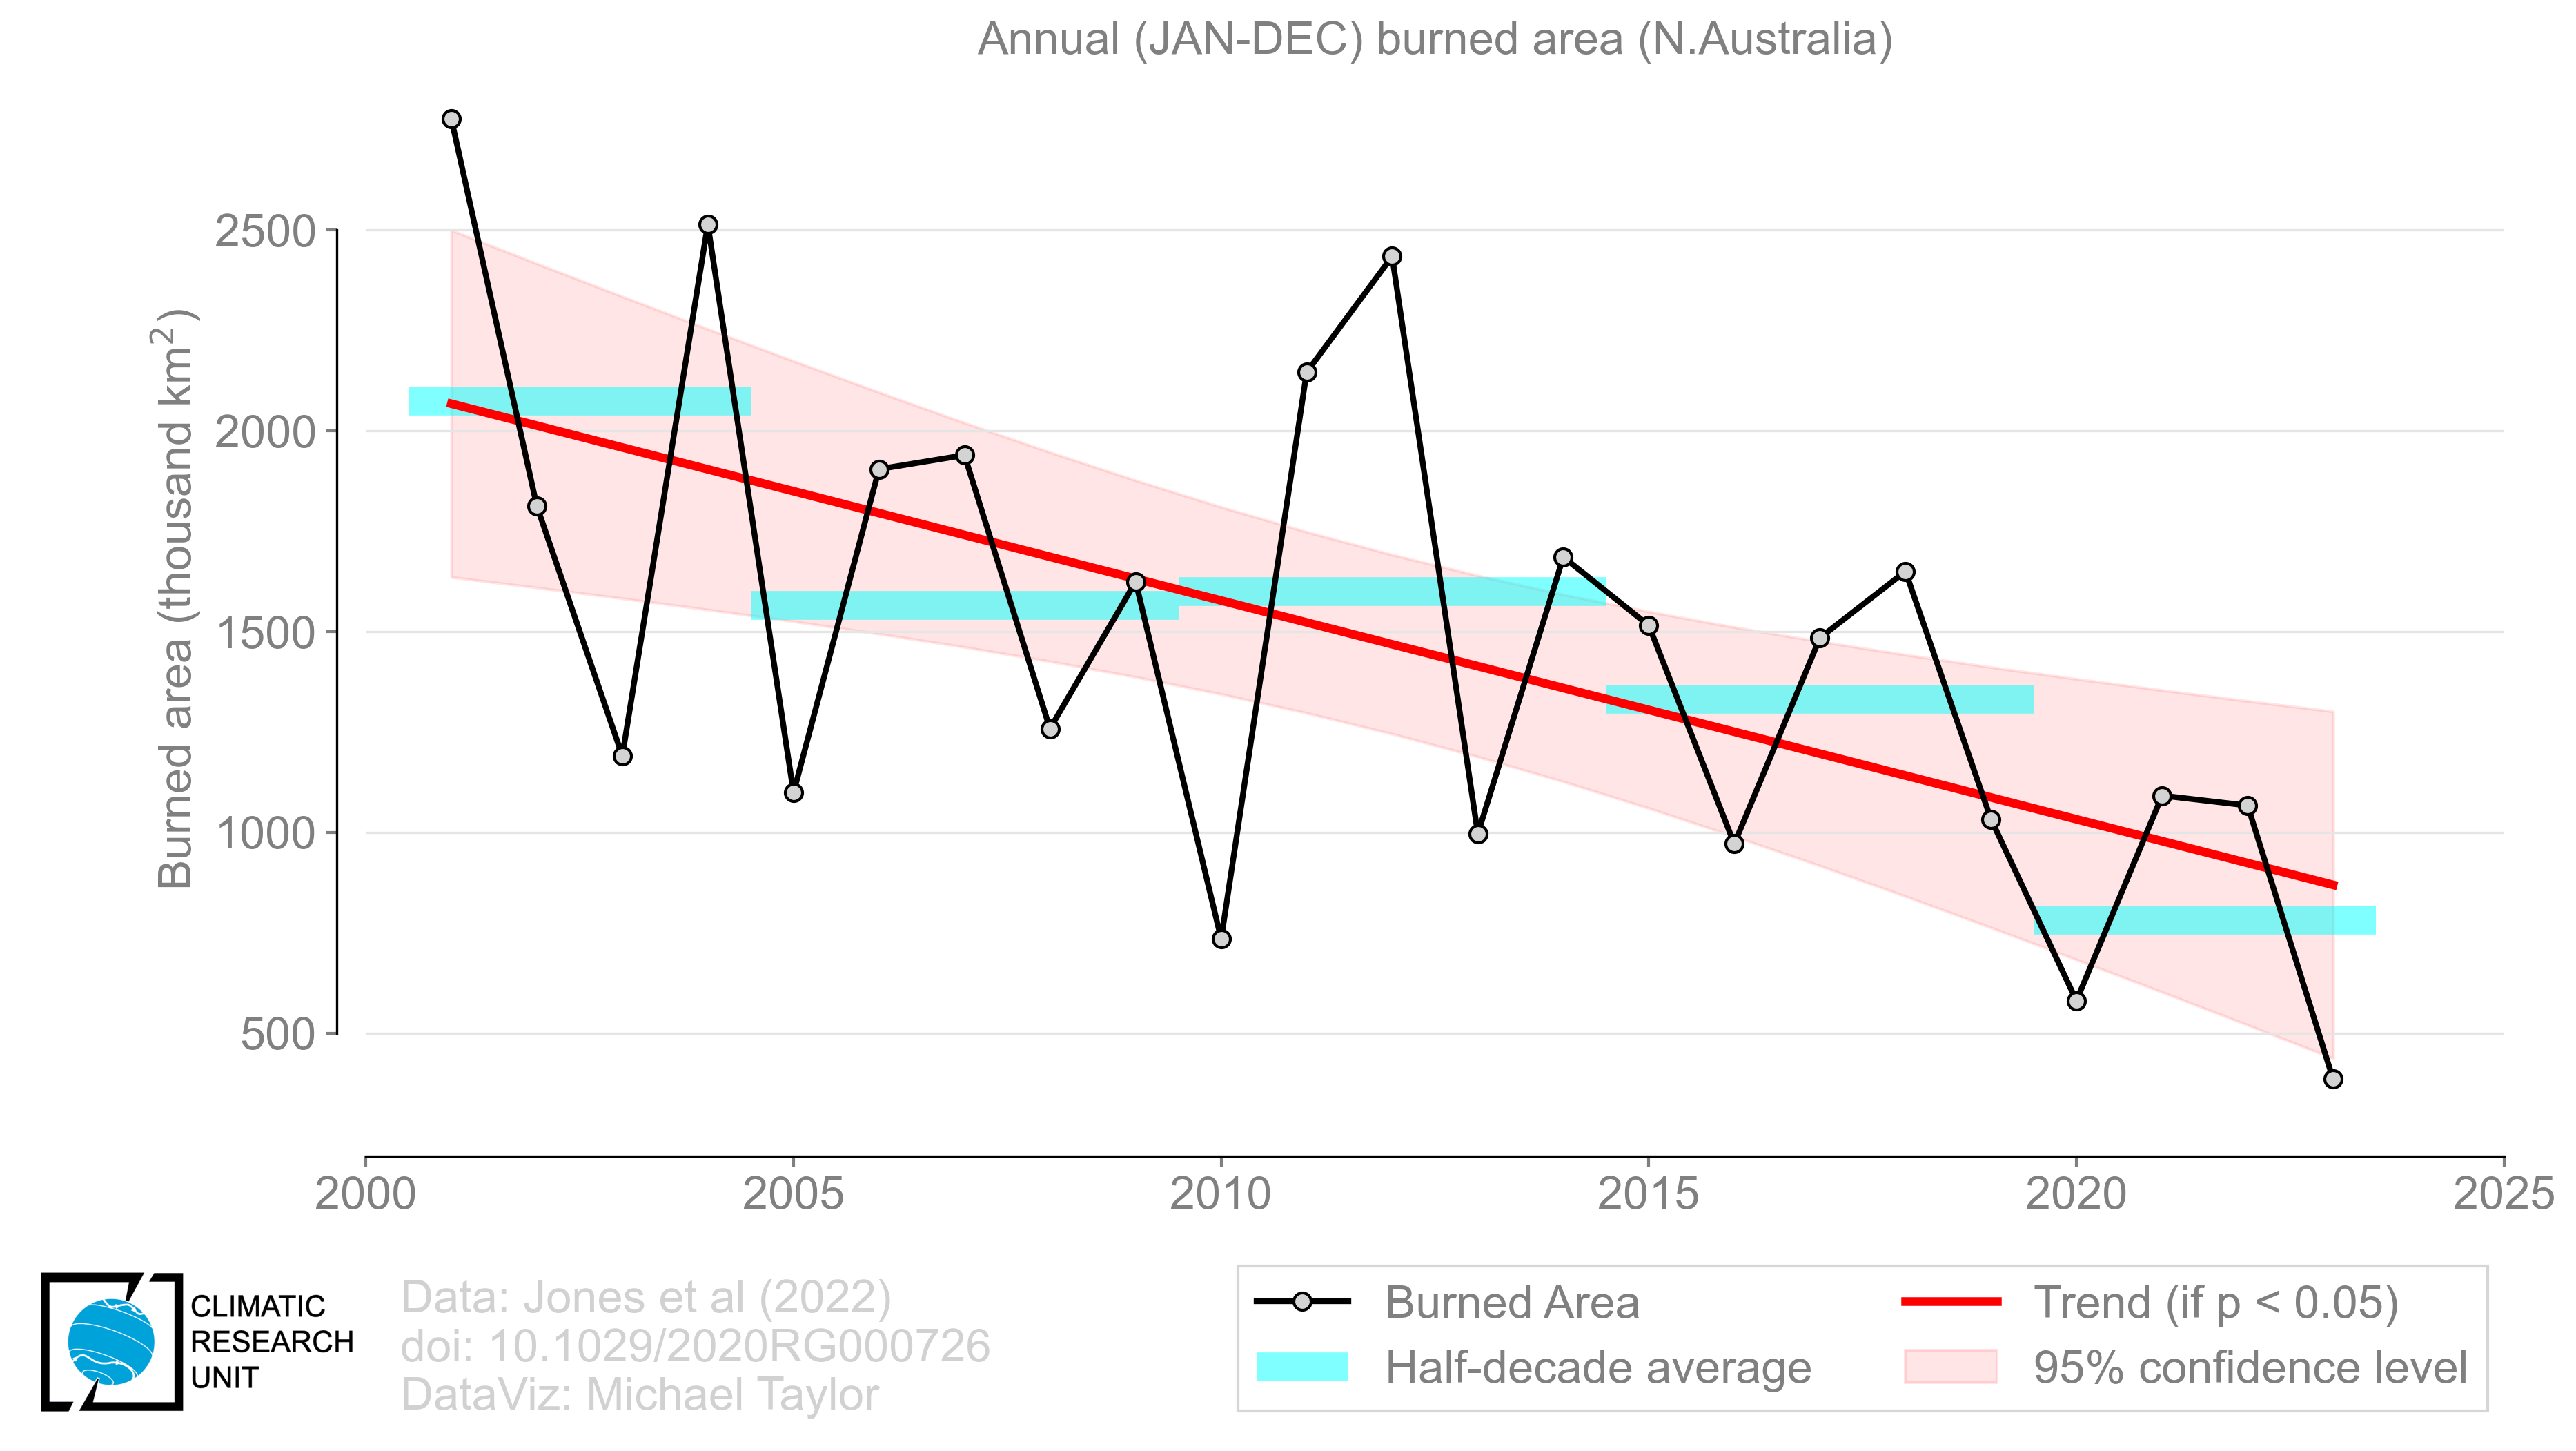 Annual (JAN-DEC) burned area (N.Australia)
Burned area (thousand km²)
2500
2000
1500
1000
500
2000 2005 2010 2015 2020 2025
CLIMATIC
RESEARCH
UNIT
Data: Jones et al (2022)
doi: 10.1029/2020RG000726
DataViz: Michael Taylor
Burned Area
Half-decade average
Trend (if p < 0.05)
95% confidence level